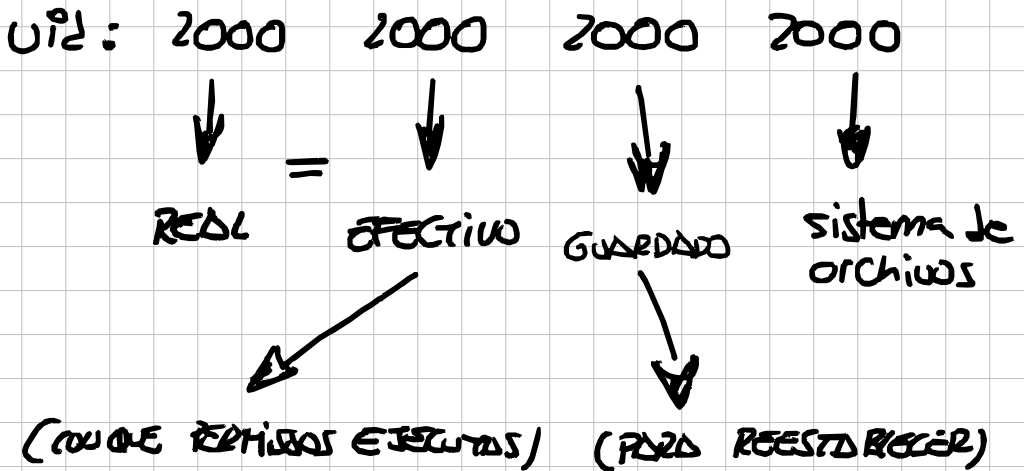 uid: 2000 2000 2000 2000
=
REAL EFECTIVO GUARDADO sistema de
archivos
(CON QUE PERMISOS EJECUTAS) (PARA REESTABLECER)